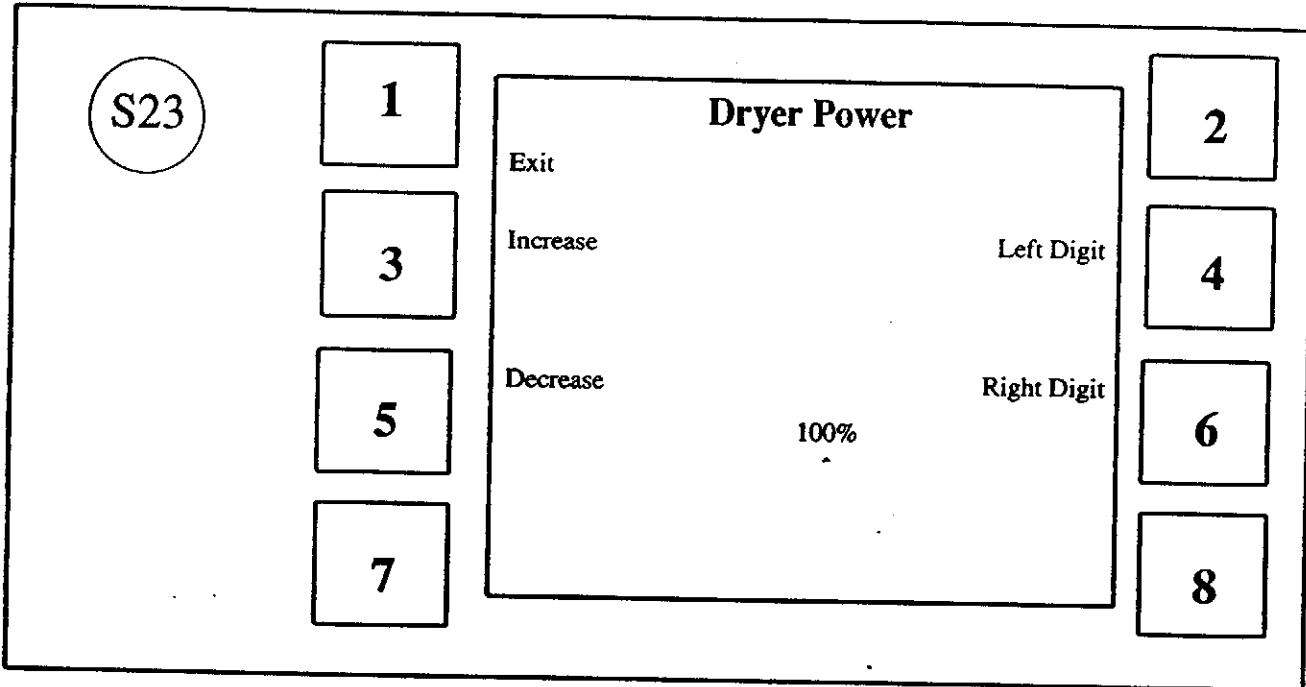 S23
1
Dryer Power
2
Exit
3
Increase
Left Digit
4
5
Decrease
Right Digit
6
100%
7
8